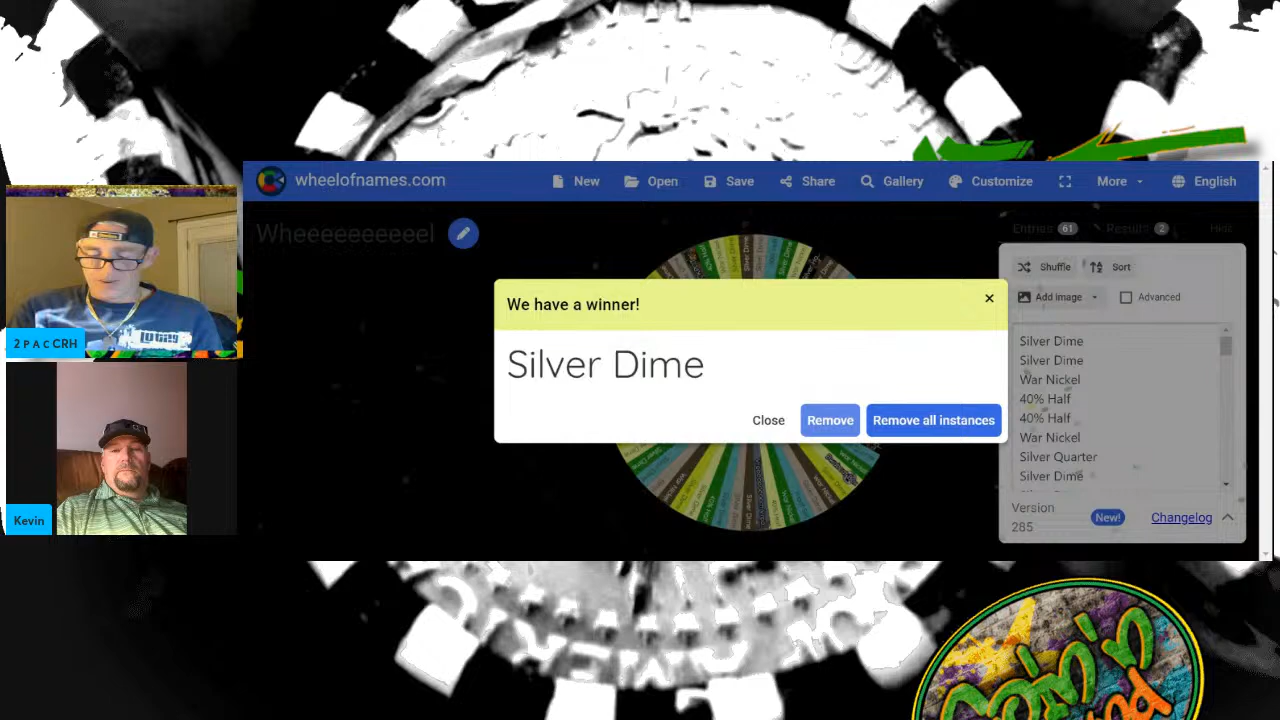 wheelofnames.com
New
Open
Save
Share
Gallery
Customize
More
English
Wheeeeeeeeeel
Entries 61
Results 2
Hide
We have a winner!
Silver Dime
Close
Remove
Remove all instances
Shuffle
Sort
Add image
Advanced
Silver Dime
Silver Dime
War Nickel
40% Half
40% Half
War Nickel
Silver Quarter
Silver Dime
Version
285
New!
Changelog
2 P A C CRH
Kevin